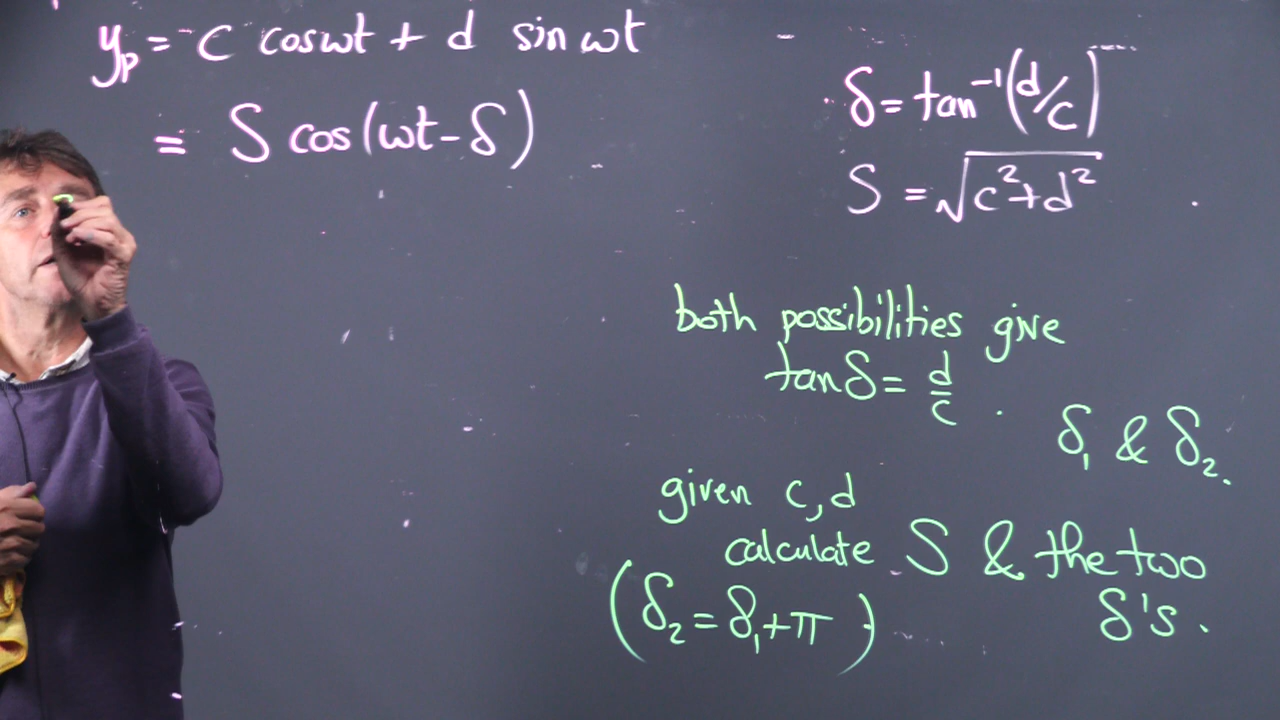 yₚ = c cosωt + d sin ωt
= S cos(ωt-δ)
δ = tan⁻¹(d/c)
S = √(c²+d²)
both possibilities give
tanδ = d/c .
δ₁ & δ₂.
given c,d
calculate S & the two
δ's.
(δ₂ = δ₁+π)